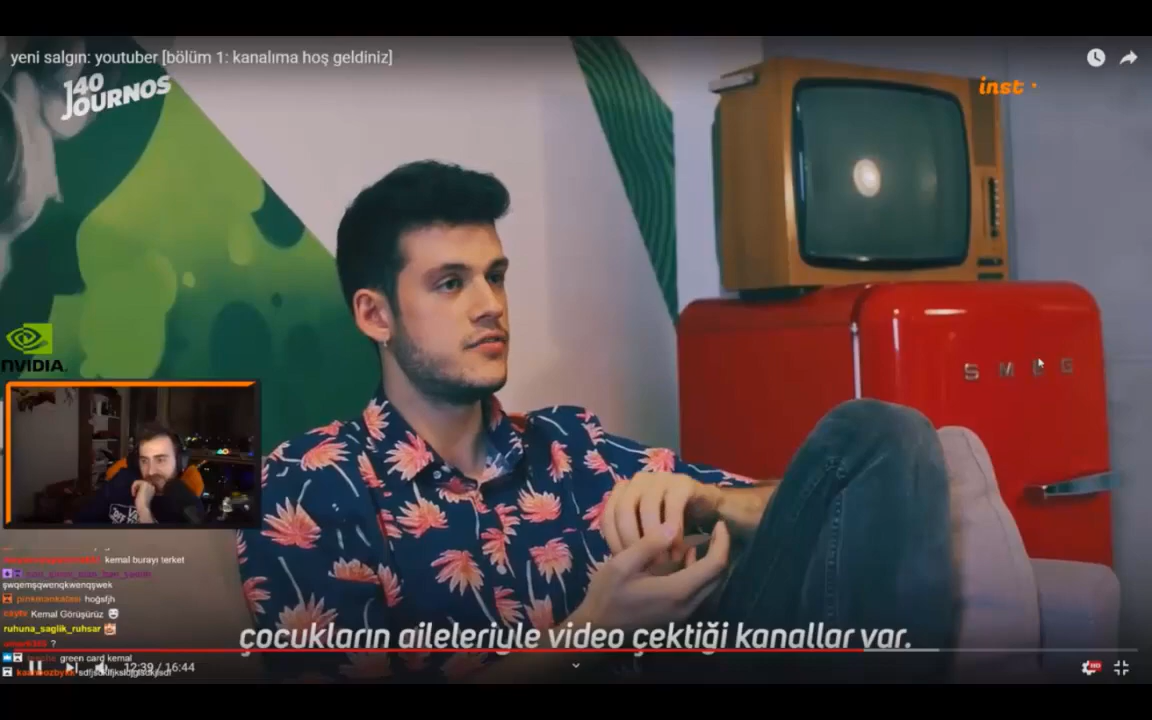 yeni salgın: youtuber [bölüm 1: kanalıma hoş geldiniz]
140
JOURNOS
inst
SMEG
NVIDIA.
kemal burayı terket
şwqemşqwenqkwenqşwek
hoğsfjh
Kemal Görüşürüz
ruhuna_saglik_ruhsar
?
green card kemal
çocukların aileleriyle video çektiği kanallar var.
12:39 / 16:44
HD